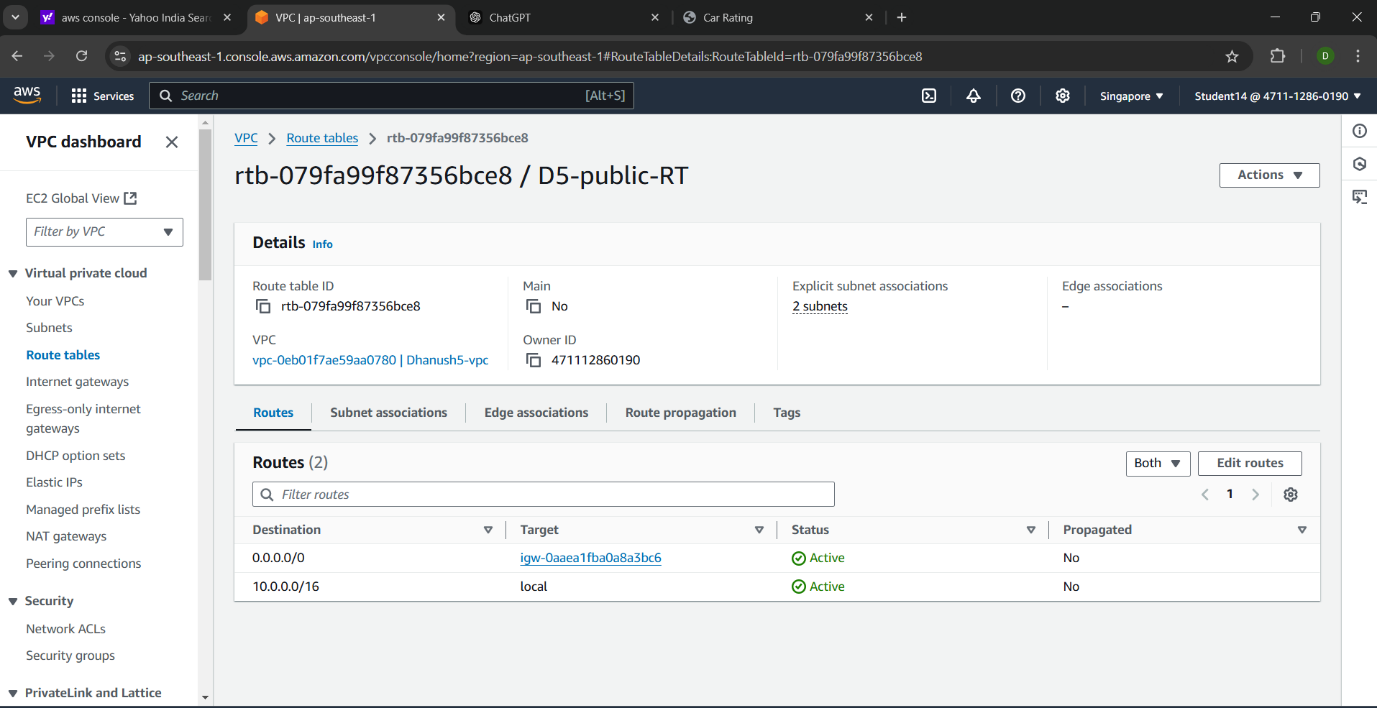 aws console - Yahoo India Sear
VPC | ap-southeast-1
ChatGPT
Car Rating
ap-southeast-1.console.aws.amazon.com/vpcconsole/home?region=ap-southeast-1#RouteTableDetails:RouteTableId=rtb-079fa99f87356bce8
D
aws
Services
Search
[Alt+S]
Singapore
Student14 @ 4711-1286-0190
VPC dashboard
EC2 Global View
Filter by VPC
Virtual private cloud
Your VPCs
Subnets
Route tables
Internet gateways
Egress-only internet
gateways
DHCP option sets
Elastic IPs
Managed prefix lists
NAT gateways
Peering connections
Security
Network ACLs
Security groups
PrivateLink and Lattice
VPC
Route tables
rtb-079fa99f87356bce8
rtb-079fa99f87356bce8 / D5-public-RT
Actions
Details Info
Route table ID
rtb-079fa99f87356bce8
Main
No
Explicit subnet associations
2 subnets
Edge associations
–
VPC
vpc-0eb01f7ae59aa0780 | Dhanush5-vpc
Owner ID
471112860190
Routes
Subnet associations
Edge associations
Route propagation
Tags
Routes (2)
Both
Edit routes
Filter routes
1
Destination Target Status Propagated
0.0.0.0/0 igw-0aaea1fba0a8a3bc6 Active No
10.0.0.0/16 local Active No